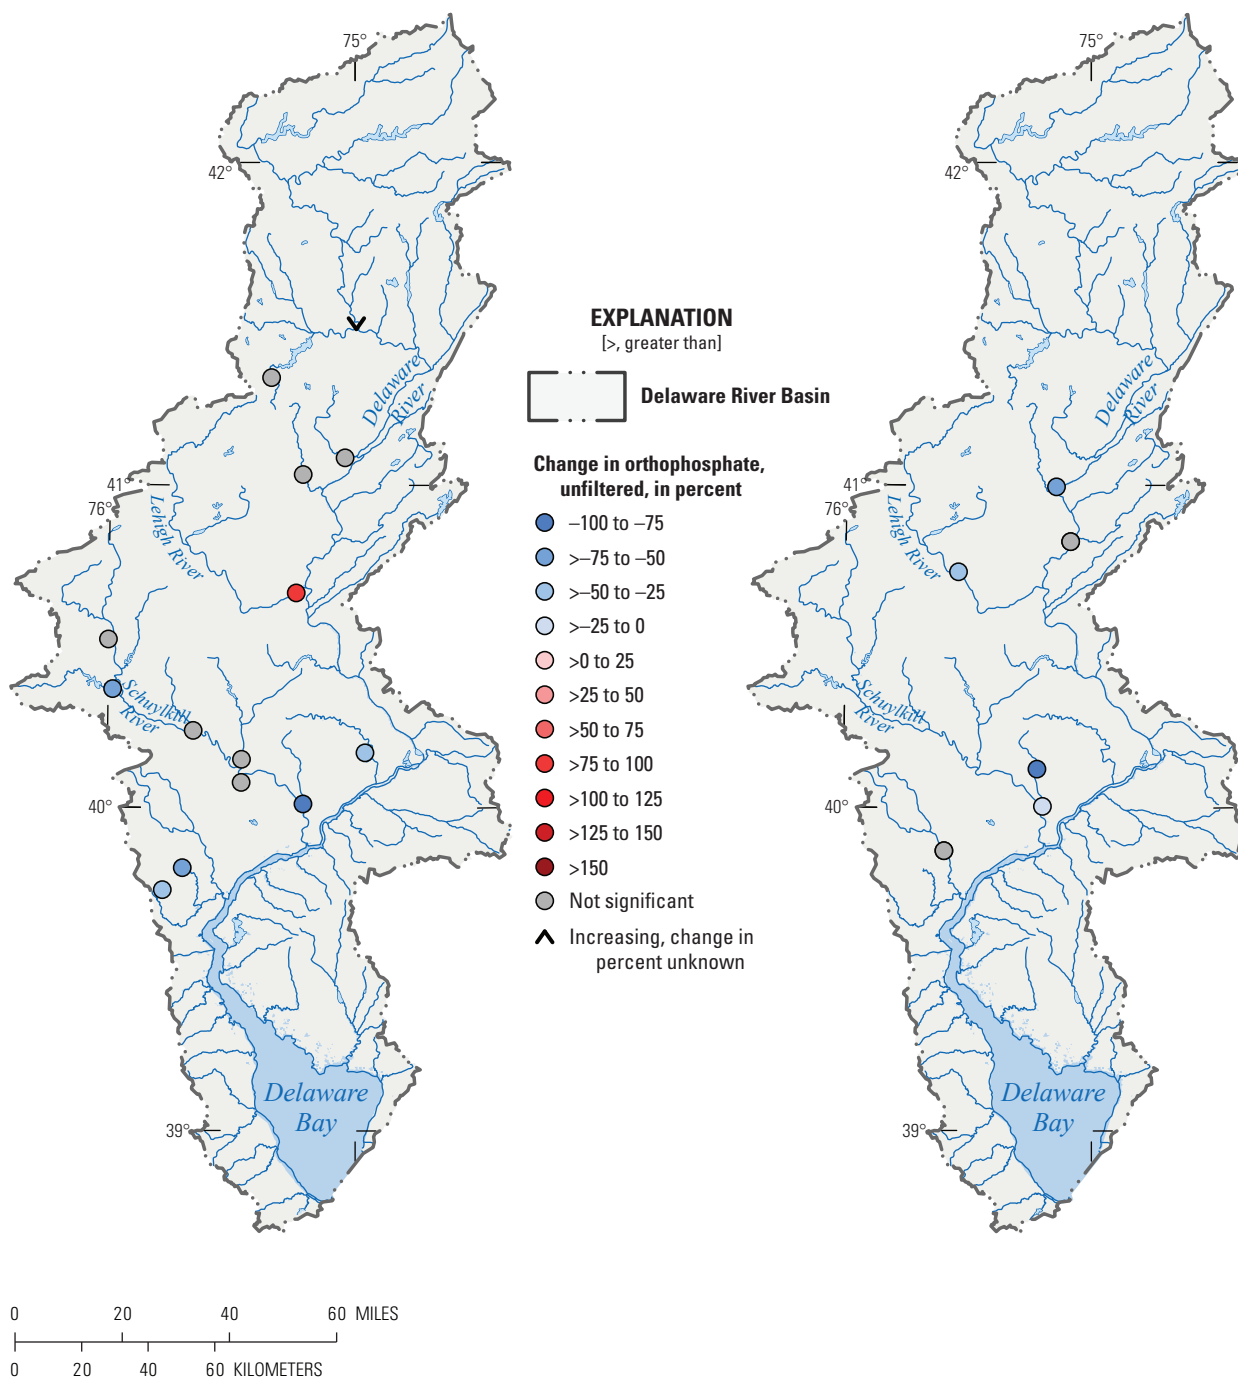 75°
42°
Delaware
River
41°
76°
Lehigh River
Schuylkill
River
40°
Delaware
Bay
39°
EXPLANATION
[>, greater than]
Delaware River Basin
Change in orthophosphate,
unfiltered, in percent
–100 to –75
>–75 to –50
>–50 to –25
>–25 to 0
>0 to 25
>25 to 50
>50 to 75
>75 to 100
>100 to 125
>125 to 150
>150
Not significant
Increasing, change in
percent unknown
75°
42°
Delaware
River
41°
76°
Lehigh River
Schuylkill
River
40°
Delaware
Bay
39°
0 20 40 60 MILES
0 20 40 60 KILOMETERS